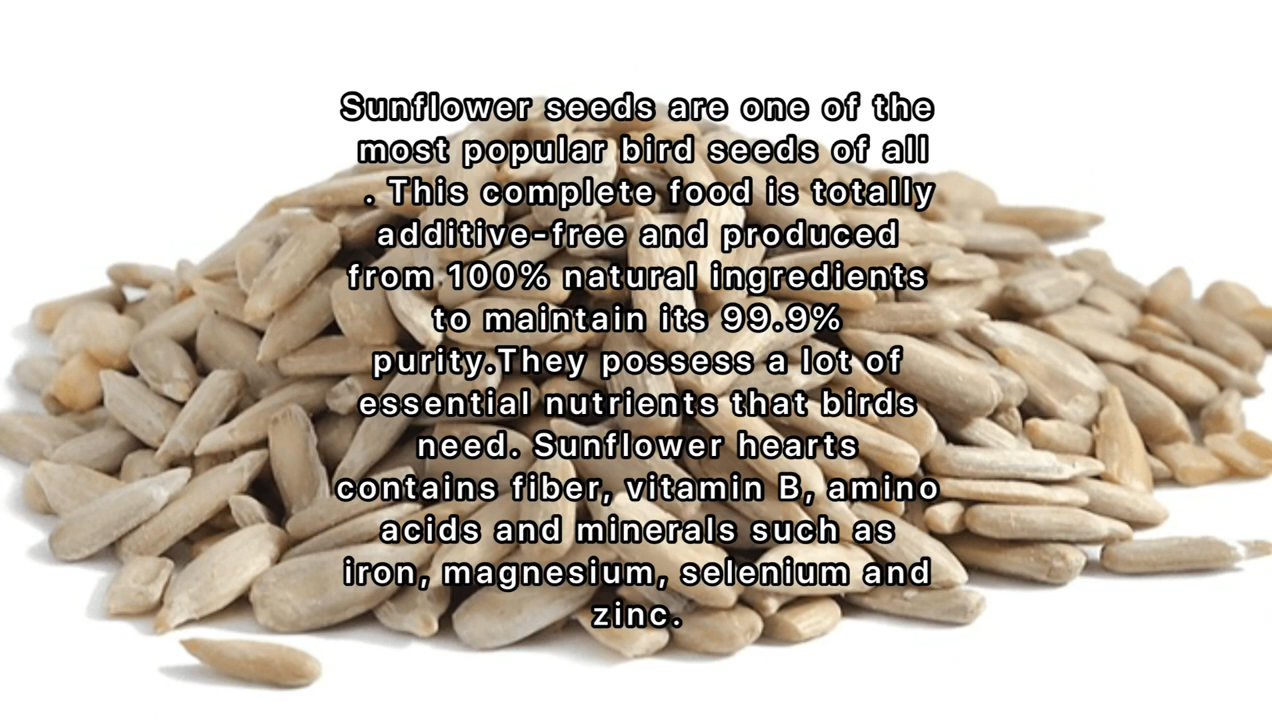 Sunflower seeds are one of the
most popular bird seeds of all
. This complete food is totally
additive-free and produced
from 100% natural ingredients
to maintain its 99.9%
purity.They possess a lot of
essential nutrients that birds
need. Sunflower hearts
contains fiber, vitamin B, amino
acids and minerals such as
iron, magnesium, selenium and
zinc.